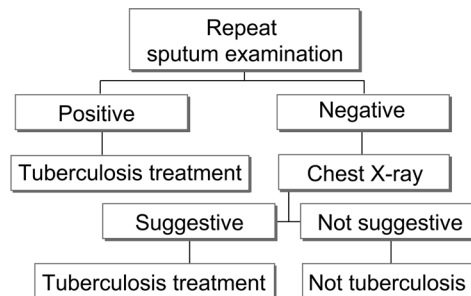 Repeat
sputum examination
Positive
Negative
Tuberculosis treatment
Chest X-ray
Suggestive
Not suggestive
Tuberculosis treatment
Not tuberculosis